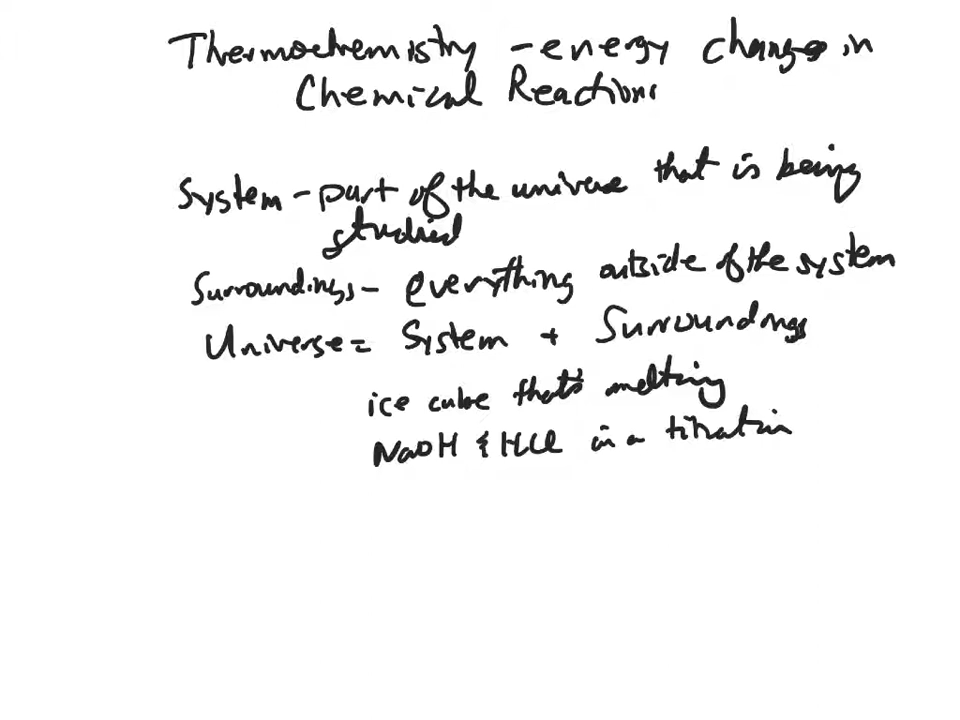 Thermochemistry - energy changes in
Chemical Reactions
System - part of the universe that is being
studied
Surroundings - everything outside of the system
Universe = System + Surroundings
ice cube that's melting
NaOH & HCl in a titration